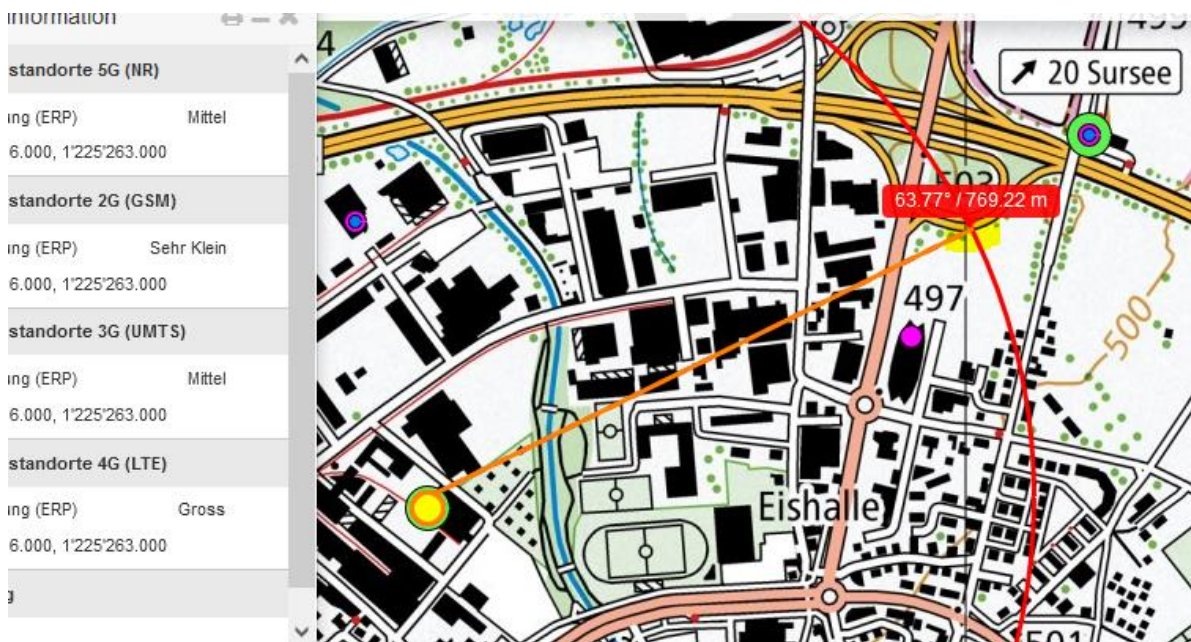 information
standorte 5G (NR)
ung (ERP) Mittel
6.000, 1'225'263.000
standorte 2G (GSM)
ung (ERP) Sehr Klein
6.000, 1'225'263.000
standorte 3G (UMTS)
ung (ERP) Mittel
6.000, 1'225'263.000
standorte 4G (LTE)
ung (ERP) Gross
6.000, 1'225'263.000
g
4
499
20 Sursee
503
63.77° / 769.22 m
497
500
Eishalle